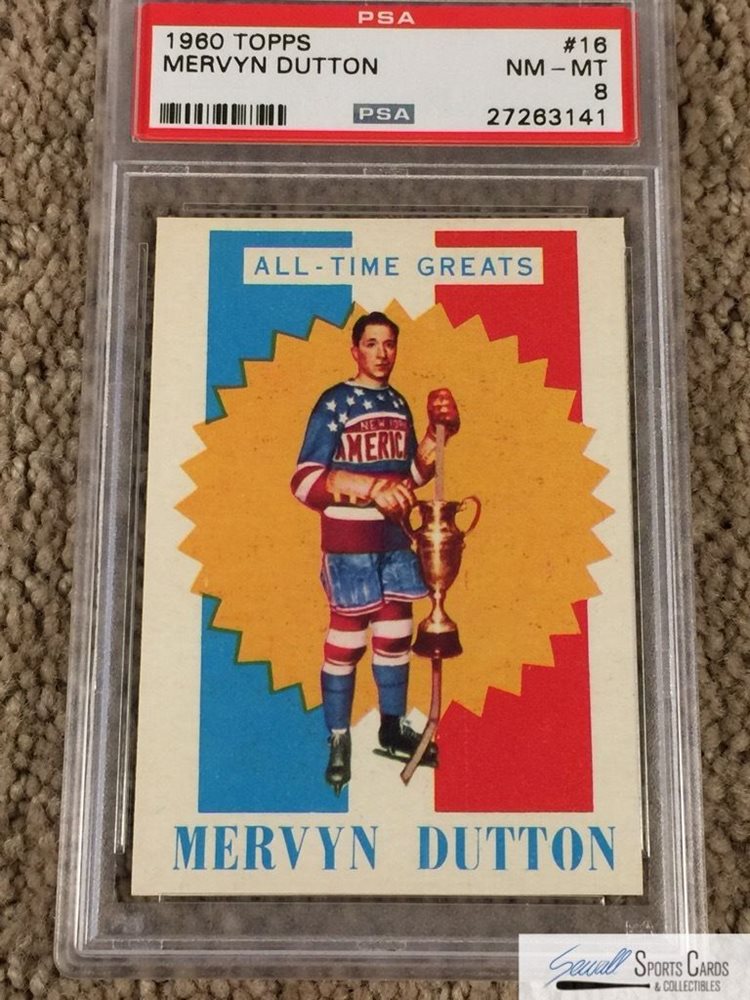 PSA
1960 TOPPS #16
MERVYN DUTTON NM - MT
8
PSA 27263141
ALL-TIME GREATS
NEW YORK
AMERIC
MERVYN DUTTON
Sewall SPORTS CARDS
& COLLECTIBLES